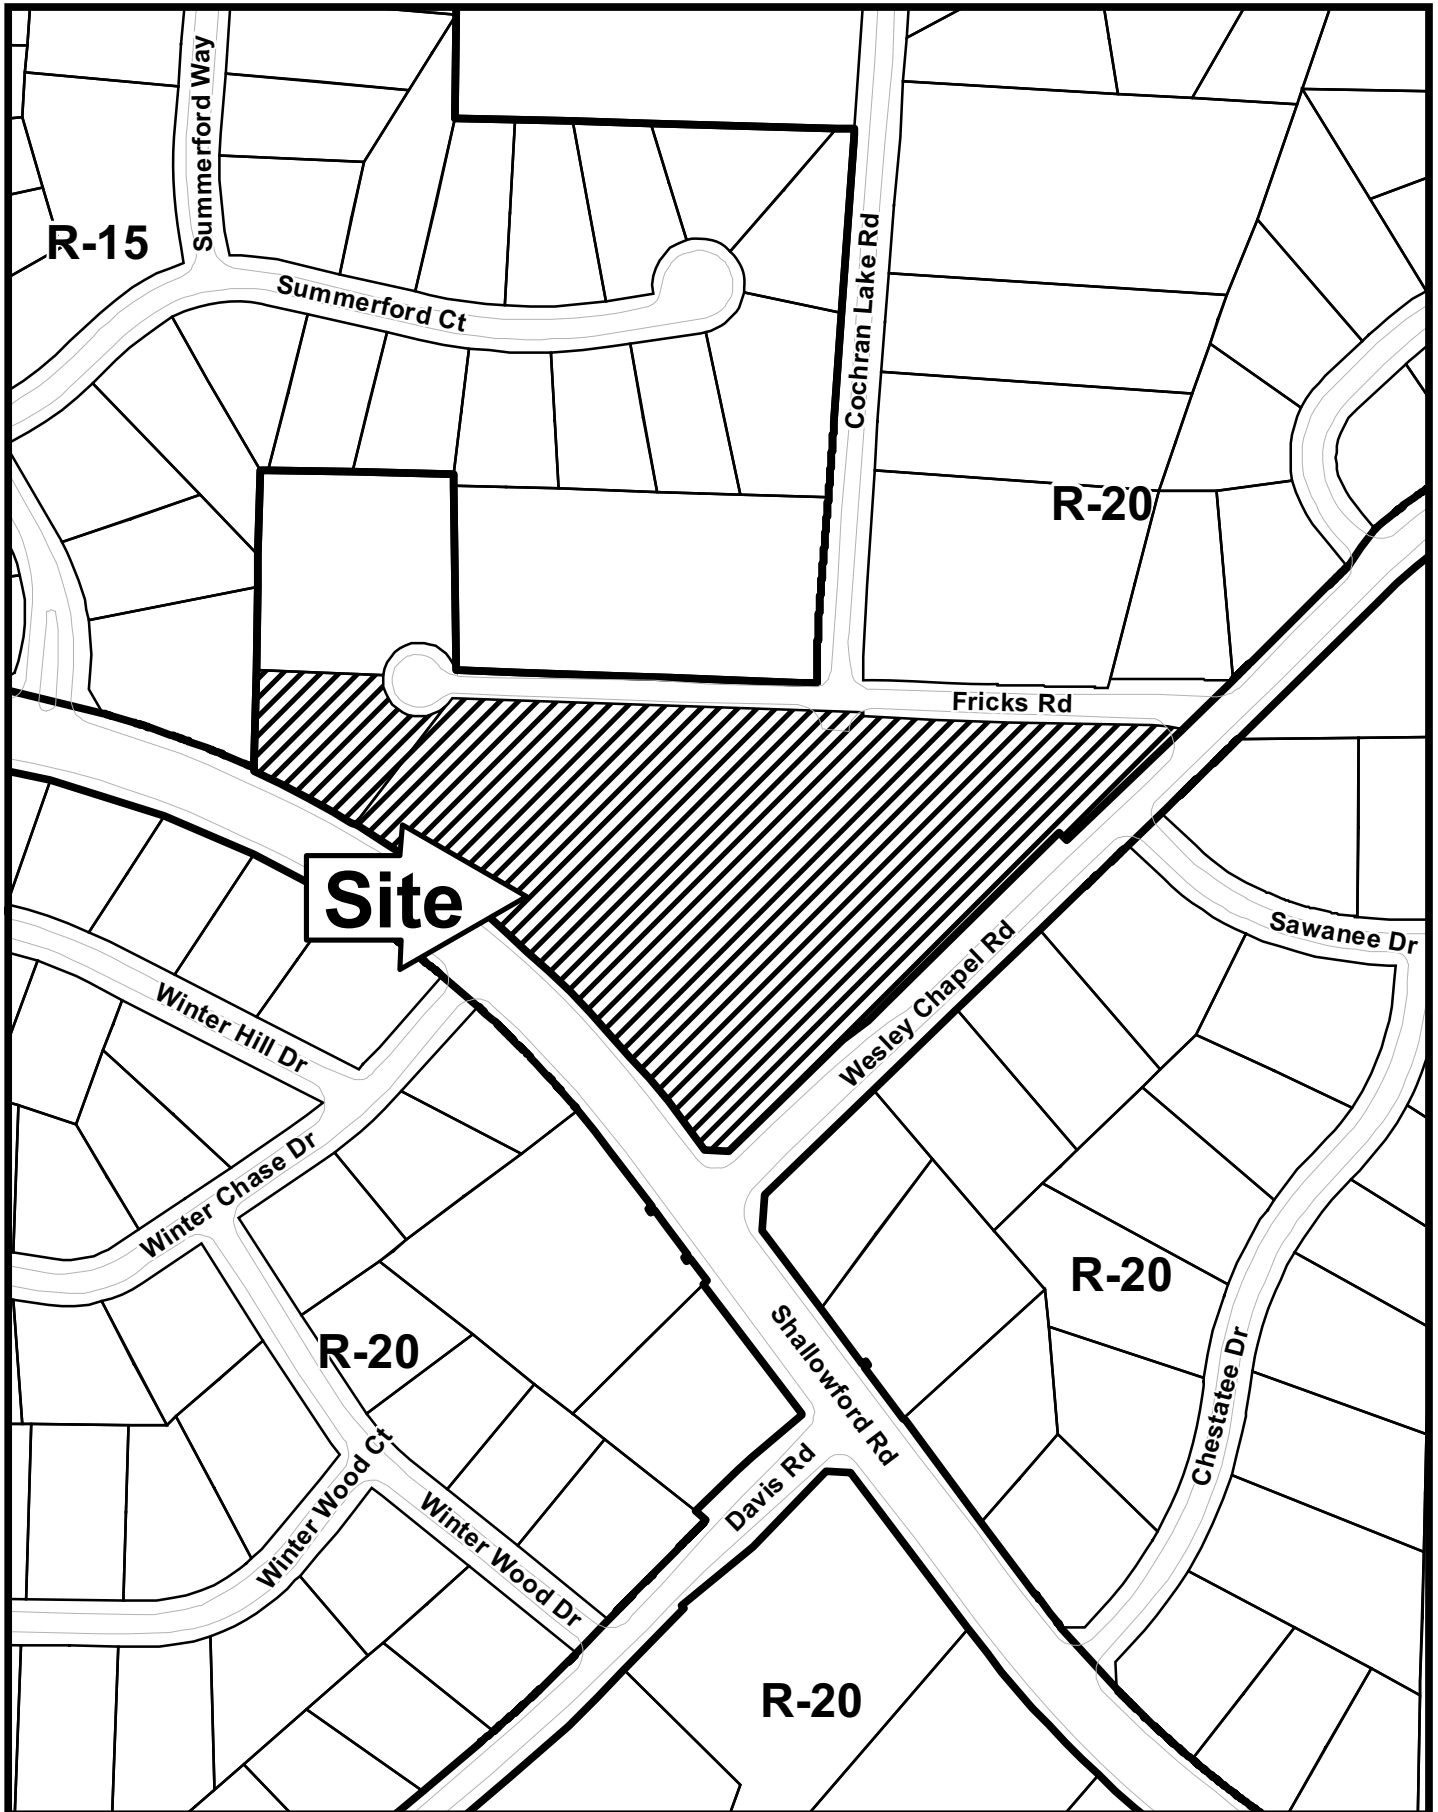 Summerford Way
R-15
Summerford Ct
Cochran Lake Rd
R-20
Fricks Rd
Site
Sawanee Dr
Wesley Chapel Rd
Winter Hill Dr
Winter Chase Dr
R-20
R-20
Shallowford Rd
Chestatee Dr
Davis Rd
Winter Wood Ct
Winter Wood Dr
R-20